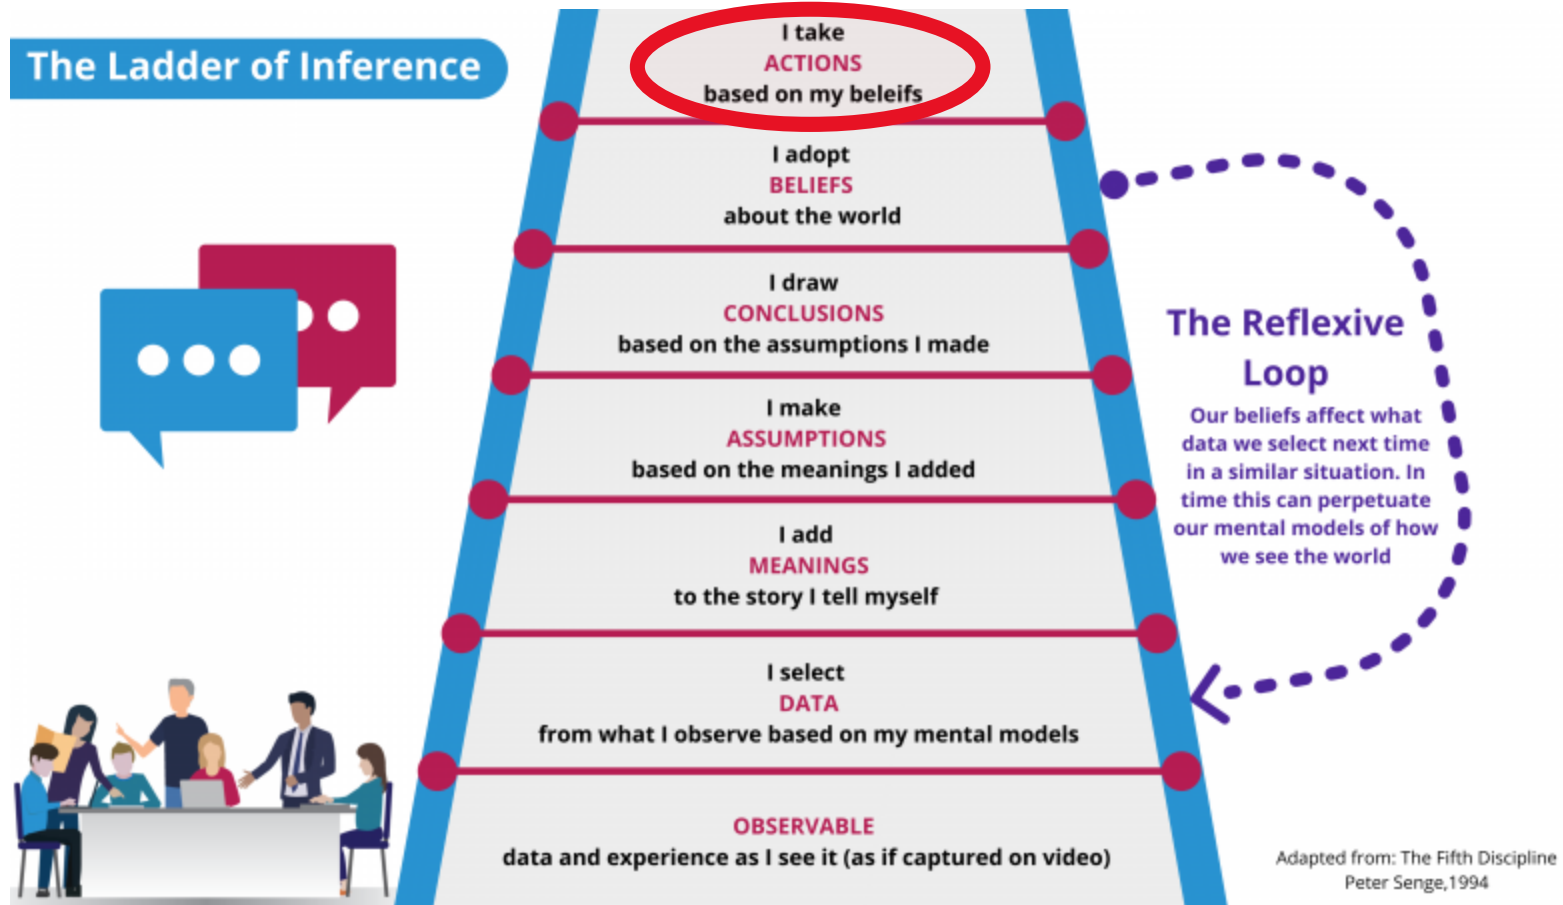 The Ladder of Inference
I take
ACTIONS
based on my beleifs
I adopt
BELIEFS
about the world
I draw
CONCLUSIONS
based on the assumptions I made
I make
ASSUMPTIONS
based on the meanings I added
I add
MEANINGS
to the story I tell myself
I select
DATA
from what I observe based on my mental models
OBSERVABLE
data and experience as I see it (as if captured on video)
The Reflexive
Loop
Our beliefs affect what
data we select next time
in a similar situation. In
time this can perpetuate
our mental models of how
we see the world
Adapted from: The Fifth Discipline
Peter Senge,1994